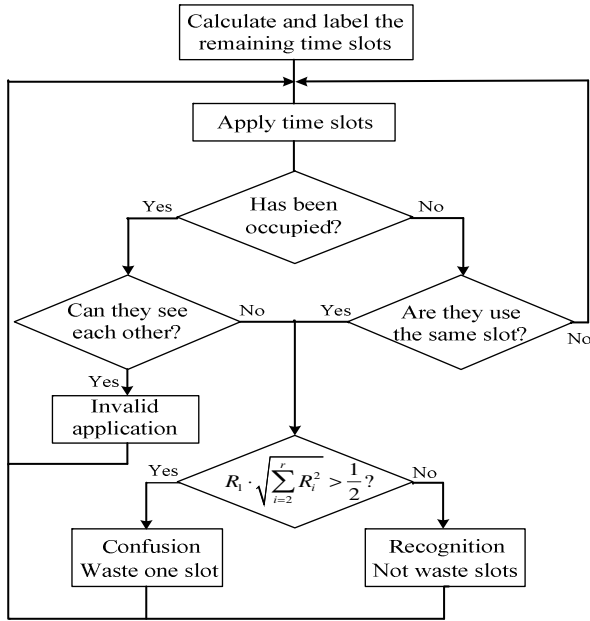 Calculate and label the
remaining time slots
Apply time slots
Yes
Has been
occupied?
No
Can they see
each other?
No
Yes
Are they use
the same slot?
No
Yes
Invalid
application
Yes
R₁ · √(∑_{i=2}^{r} R_i²) > 1/2 ?
No
Confusion
Waste one slot
Recognition
Not waste slots